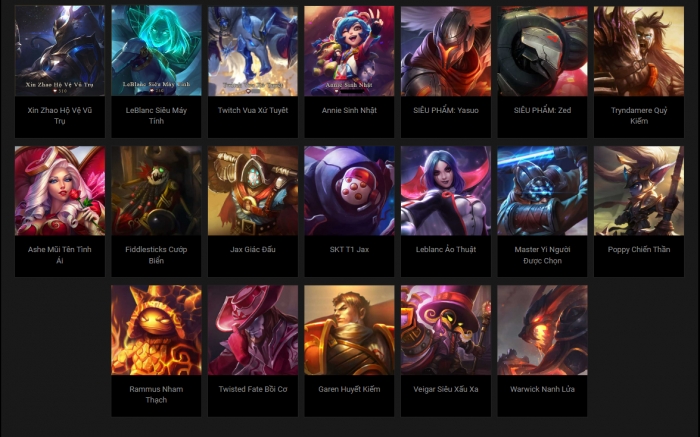 Xin Zhao Hộ Vệ Vũ Trụ
LeBlanc Siêu Máy Tính
Annie Sinh Nhật
Xin Zhao Hộ Vệ Vũ
Trụ
LeBlanc Siêu Máy
Tính
Twitch Vua Xứ Tuyết
Annie Sinh Nhật
SIÊU PHẨM: Yasuo
SIÊU PHẨM: Zed
Tryndamere Quỷ
Kiếm
Ashe Mũi Tên Tình
Ái
Fiddlesticks Cướp
Biển
Jax Giác Đấu
SKT T1 Jax
Leblanc Ảo Thuật
Master Yi Người
Được Chọn
Poppy Chiến Thần
Rammus Nham
Thạch
Twisted Fate Bồi Cơ
Garen Huyết Kiếm
Veigar Siêu Xấu Xa
Warwick Nanh Lửa